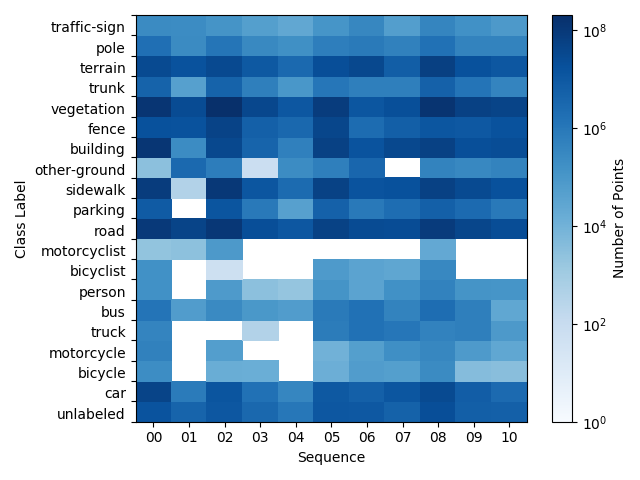 traffic-sign
pole
terrain
trunk
vegetation
fence
building
other-ground
sidewalk
parking
road
motorcyclist
bicyclist
person
bus
truck
motorcycle
bicycle
car
unlabeled
Class Label
00 01 02 03 04 05 06 07 08 09 10
Sequence
10^8
10^6
10^4
10^2
10^0
Number of Points